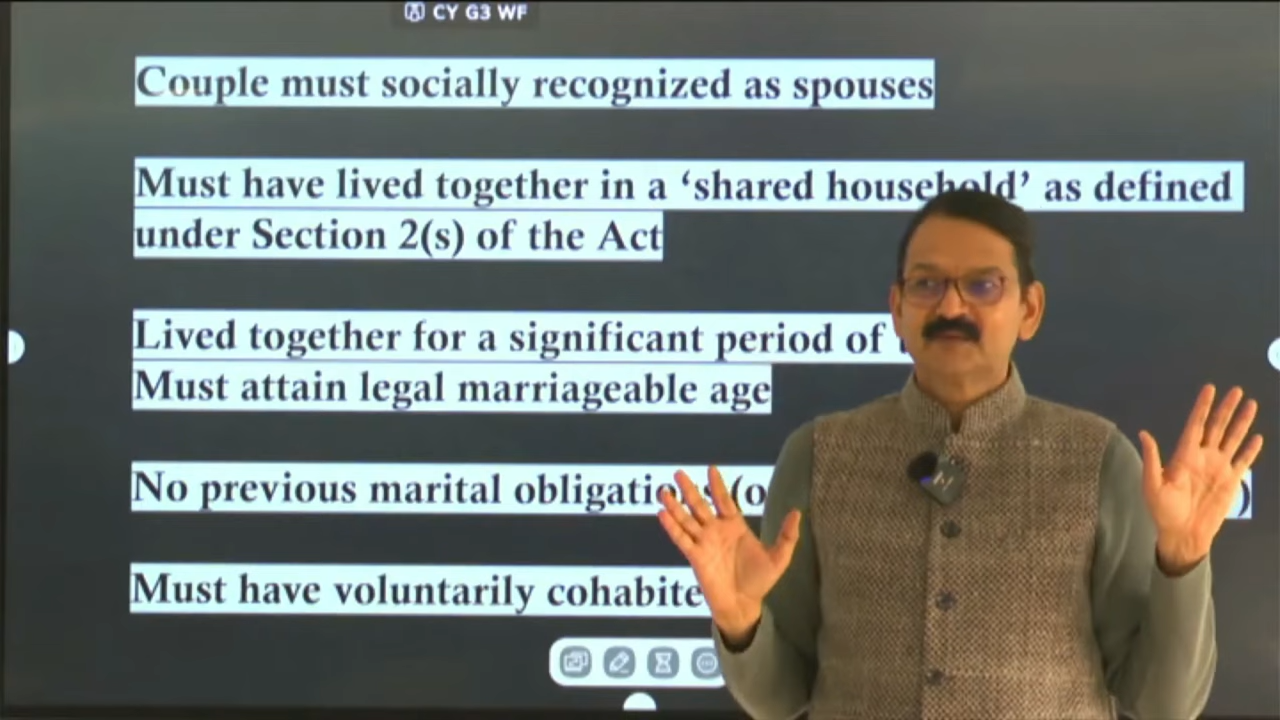 CY G3 WF
Couple must socially recognized as spouses
Must have lived together in a ‘shared household’ as defined
under Section 2(s) of the Act
Lived together for a significant period of
Must attain legal marriageable age
No previous marital obligations
Must have voluntarily